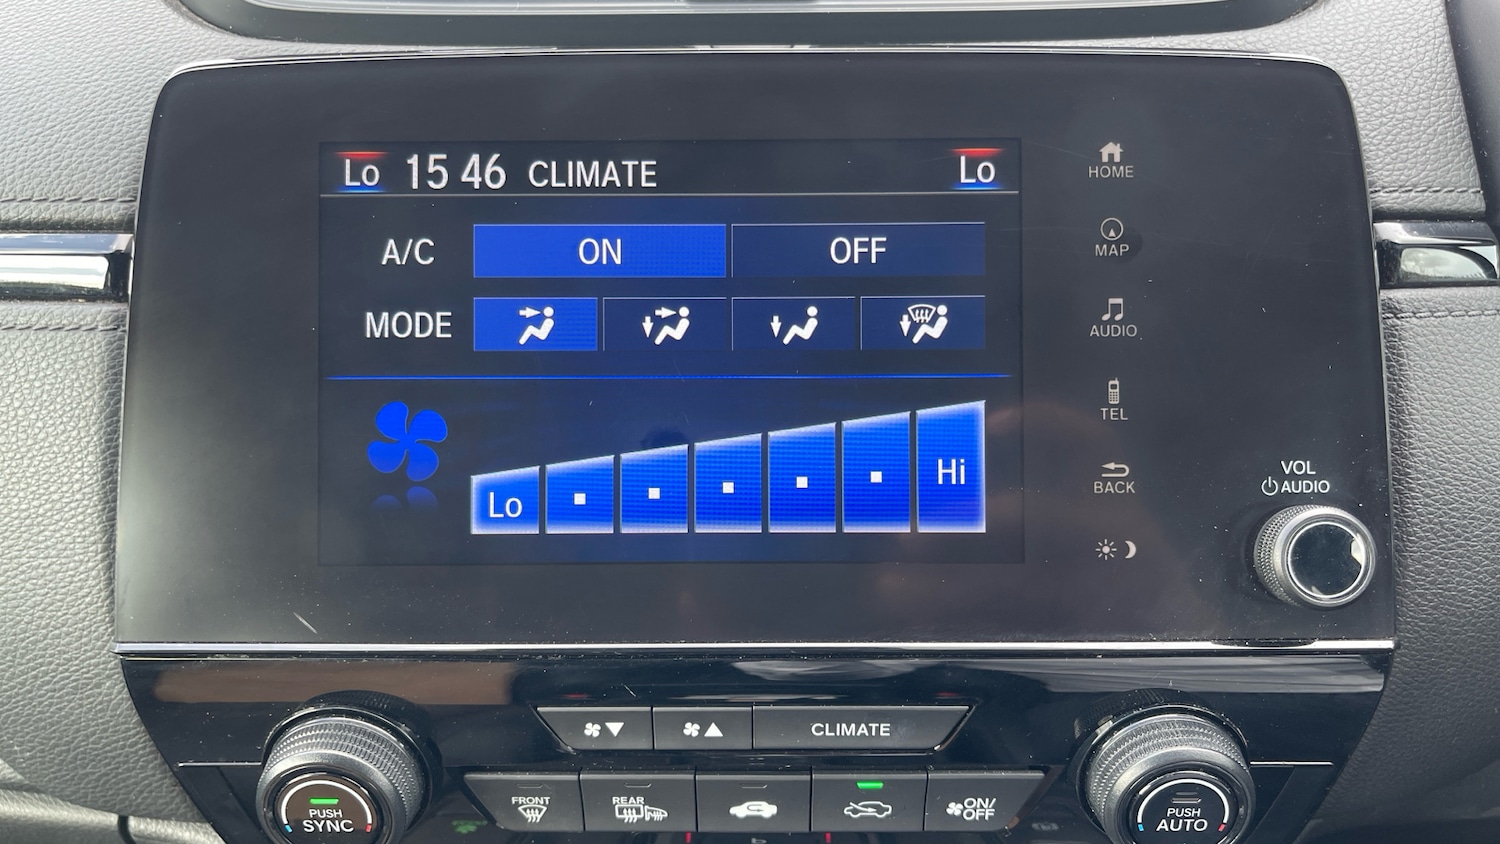 Lo 15 46 CLIMATE Lo
A/C ON OFF
MODE
Lo Hi
HOME
MAP
AUDIO
TEL
BACK
VOL
AUDIO
CLIMATE
PUSH
SYNC
FRONT
REAR
ON/
OFF
PUSH
AUTO